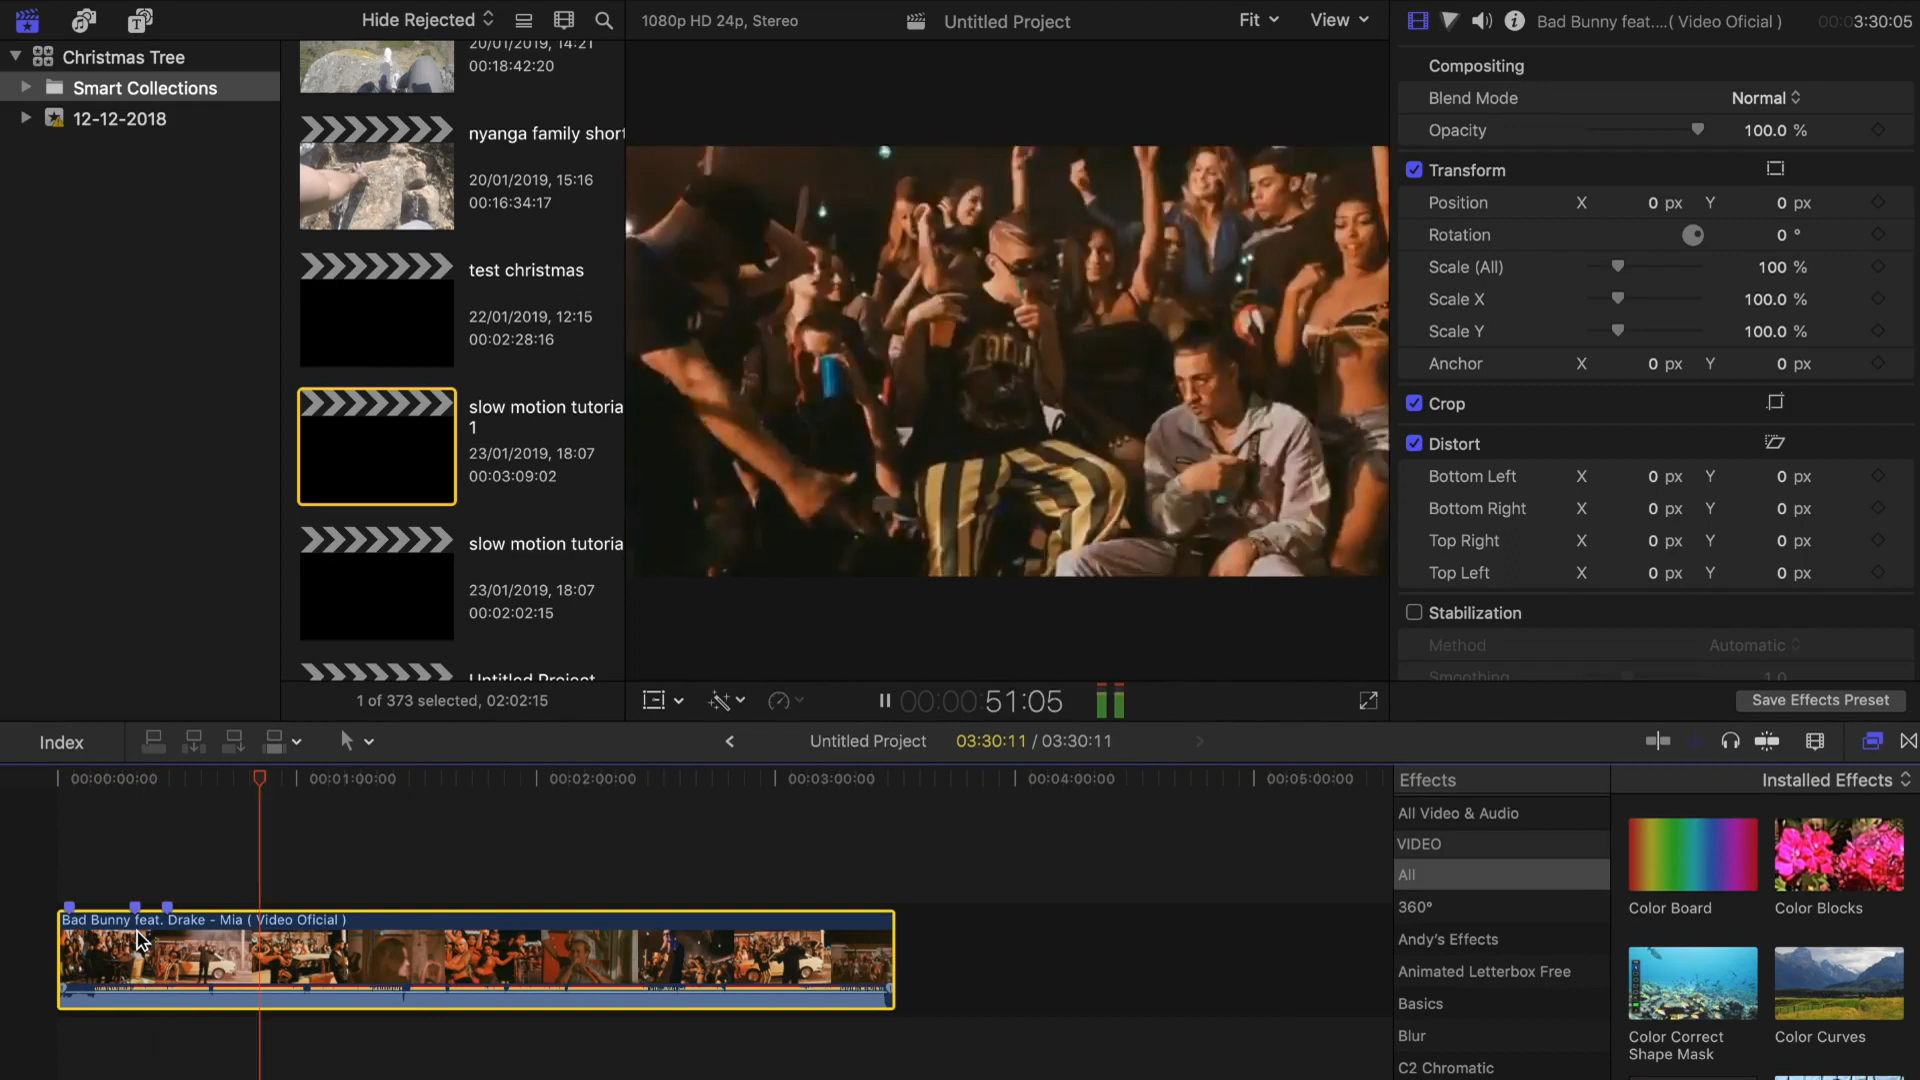 Hide Rejected
1080p HD 24p, Stereo
Untitled Project
Fit
View
Bad Bunny feat....( Video Oficial )
00:03:30:05
Christmas Tree
Smart Collections
12-12-2018
20/01/2019, 14:21
00:18:42:20
nyanga family short
20/01/2019, 15:16
00:16:34:17
test christmas
22/01/2019, 12:15
00:02:28:16
slow motion tutoria
1
23/01/2019, 18:07
00:03:09:02
slow motion tutoria
23/01/2019, 18:07
00:02:02:15
Untitled Project
1 of 373 selected, 02:02:15
00:00:51:05
Compositing
Blend Mode Normal
Opacity 100.0 %
Transform
Position X 0 px Y 0 px
Rotation 0 °
Scale (All) 100 %
Scale X 100.0 %
Scale Y 100.0 %
Anchor X 0 px Y 0 px
Crop
Distort
Bottom Left X 0 px Y 0 px
Bottom Right X 0 px Y 0 px
Top Right X 0 px Y 0 px
Top Left X 0 px Y 0 px
Stabilization
Method Automatic
Smoothing 1.0
Save Effects Preset
Index
Untitled Project
03:30:11 / 03:30:11
00:00:00:00
00:01:00:00
00:02:00:00
00:03:00:00
00:04:00:00
00:05:00:00
Bad Bunny feat. Drake - Mia ( Video Oficial )
Effects
Installed Effects
All Video & Audio
VIDEO
All
360°
Andy's Effects
Animated Letterbox Free
Basics
Blur
C2 Chromatic
Color Board
Color Blocks
Color Correct
Shape Mask
Color Curves